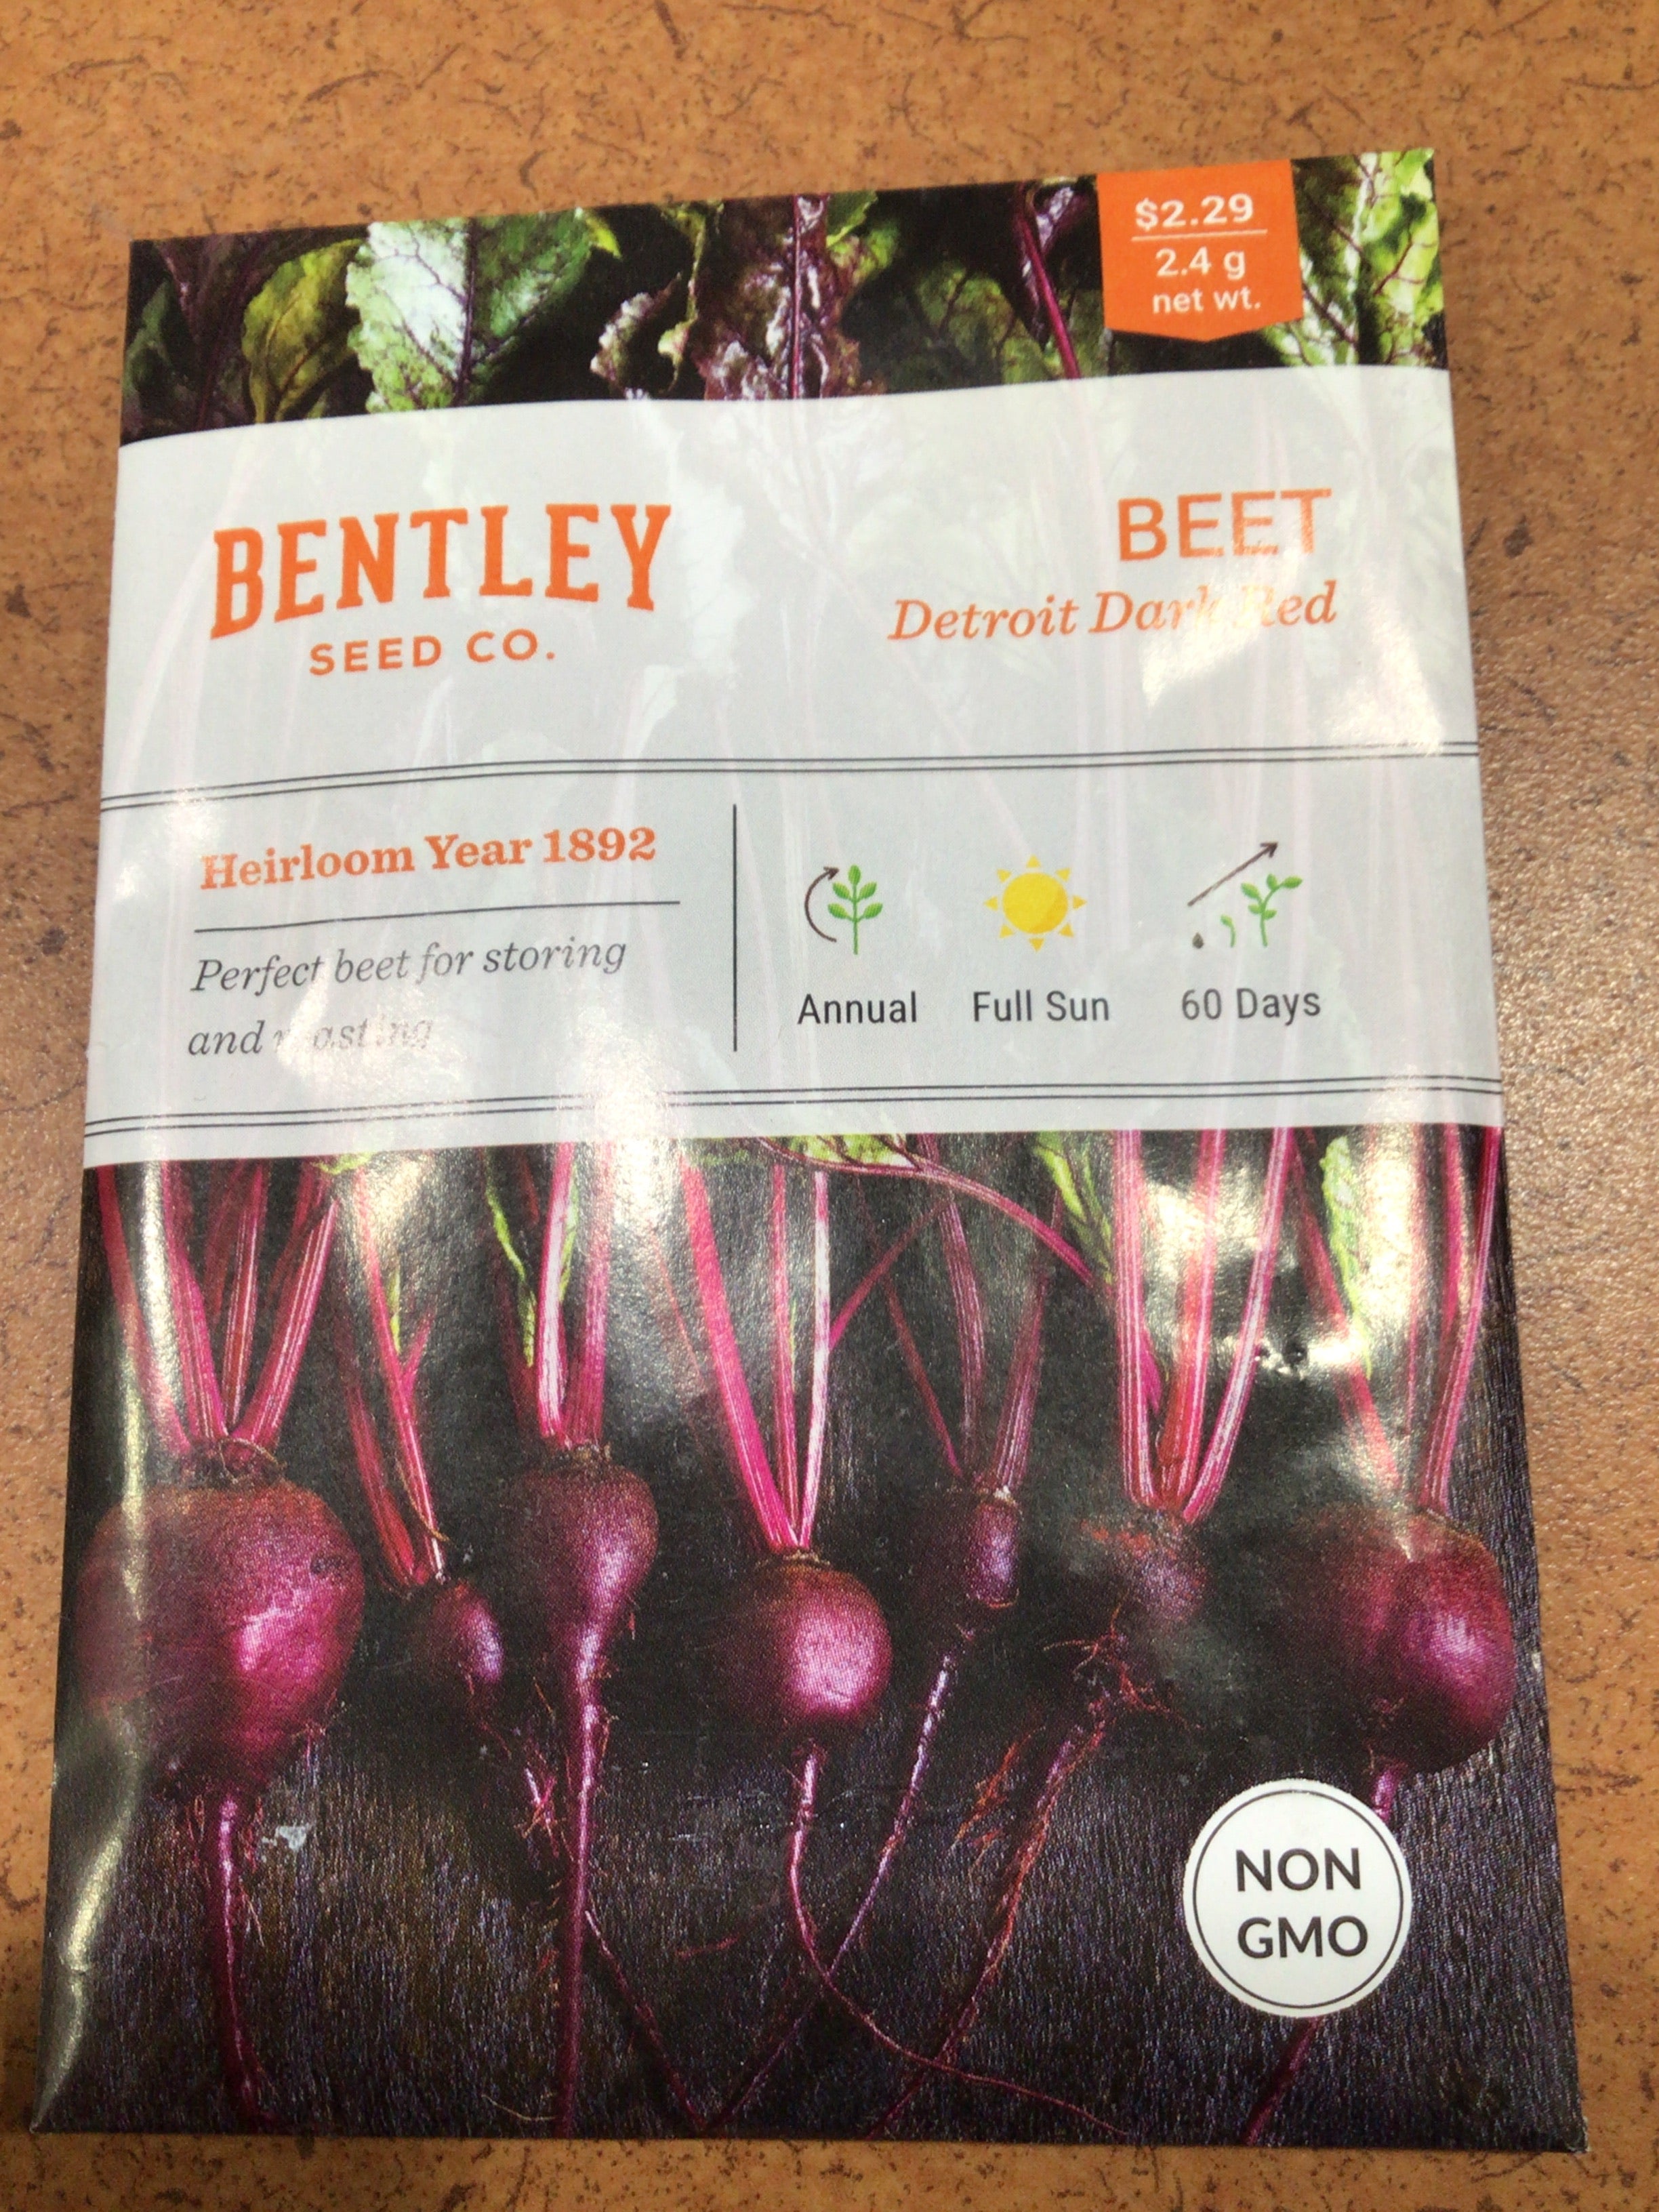 $2.29
2.4 g
net wt.
BENTLEY
SEED CO.
BEET
Detroit Dark Red
Heirloom Year 1892
Perfect beet for storing
and roasting
Annual
Full Sun
60 Days
NON
GMO